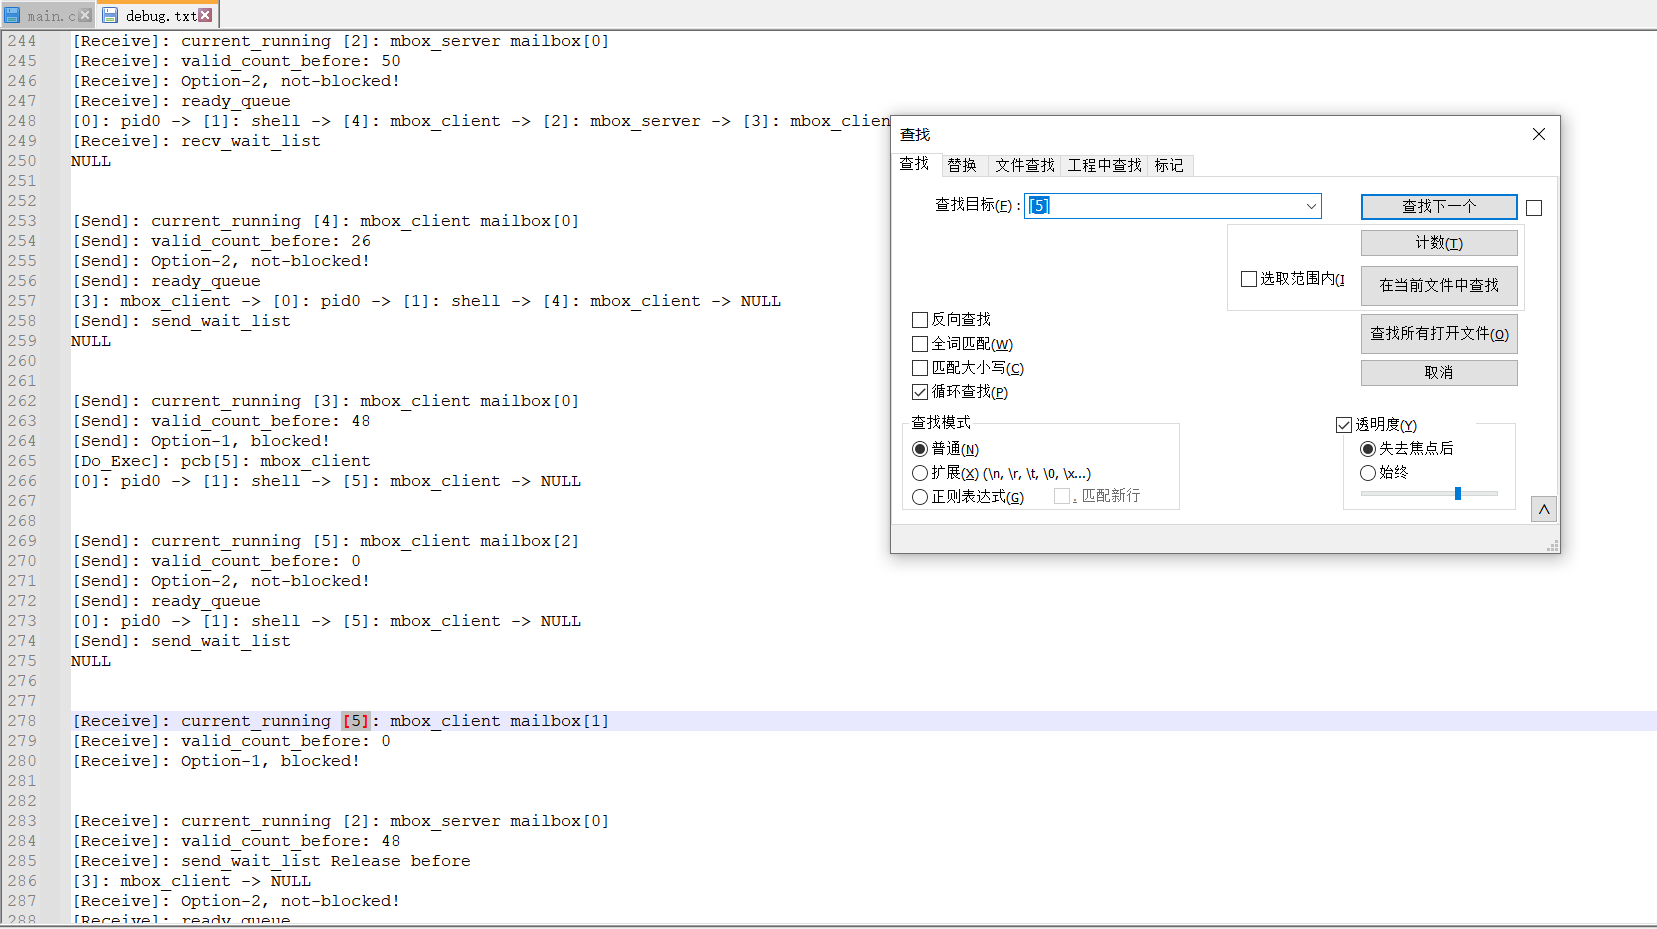 main.c
debug.txt
244 [Receive]: current_running [2]: mbox_server mailbox[0]
245 [Receive]: valid_count_before: 50
246 [Receive]: Option-2, not-blocked!
247 [Receive]: ready_queue
248 [0]: pid0 -> [1]: shell -> [4]: mbox_client -> [2]: mbox_server -> [3]: mbox_clien
249 [Receive]: recv_wait_list
250 NULL
251
252
253 [Send]: current_running [4]: mbox_client mailbox[0]
254 [Send]: valid_count_before: 26
255 [Send]: Option-2, not-blocked!
256 [Send]: ready_queue
257 [3]: mbox_client -> [0]: pid0 -> [1]: shell -> [4]: mbox_client -> NULL
258 [Send]: send_wait_list
259 NULL
260
261
262 [Send]: current_running [3]: mbox_client mailbox[0]
263 [Send]: valid_count_before: 48
264 [Send]: Option-1, blocked!
265 [Do_Exec]: pcb[5]: mbox_client
266 [0]: pid0 -> [1]: shell -> [5]: mbox_client -> NULL
267
268
269 [Send]: current_running [5]: mbox_client mailbox[2]
270 [Send]: valid_count_before: 0
271 [Send]: Option-2, not-blocked!
272 [Send]: ready_queue
273 [0]: pid0 -> [1]: shell -> [5]: mbox_client -> NULL
274 [Send]: send_wait_list
275 NULL
276
277
278 [Receive]: current_running [5]: mbox_client mailbox[1]
279 [Receive]: valid_count_before: 0
280 [Receive]: Option-1, blocked!
281
282
283 [Receive]: current_running [2]: mbox_server mailbox[0]
284 [Receive]: valid_count_before: 48
285 [Receive]: send_wait_list Release before
286 [3]: mbox_client -> NULL
287 [Receive]: Option-2, not-blocked!
288 [Receive]: ready_queue
查找
查找 替换 文件查找 工程中查找 标记
查找目标(F) : [5]
查找下一个
计数(T)
选取范围内(I
在当前文件中查找
查找所有打开文件(O)
取消
反向查找
全词匹配(W)
匹配大小写(C)
循环查找(P)
查找模式
普通(N)
扩展(X) (\n, \r, \t, \0, \x...)
正则表达式(G)
. 匹配新行
透明度(Y)
失去焦点后
始终